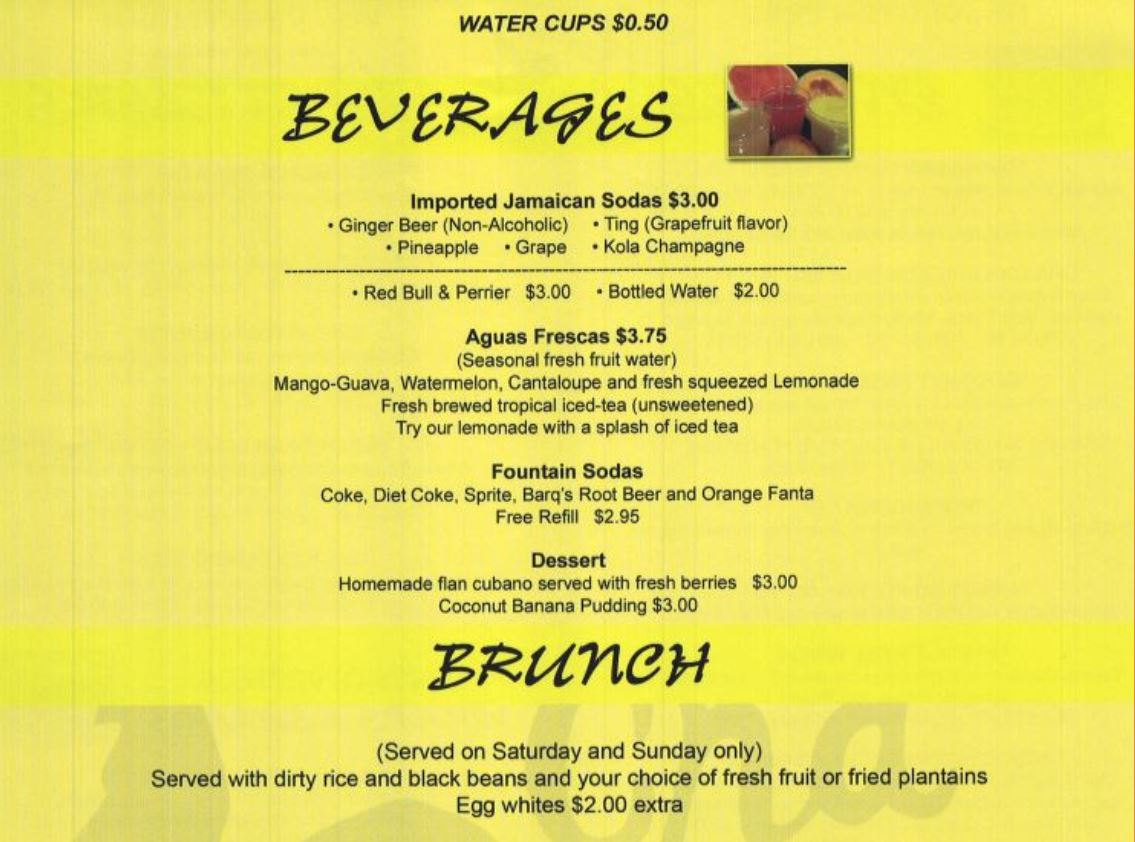 WATER CUPS $0.50
BEVERAGES
Imported Jamaican Sodas $3.00
• Ginger Beer (Non-Alcoholic) • Ting (Grapefruit flavor)
• Pineapple • Grape • Kola Champagne
• Red Bull & Perrier $3.00 • Bottled Water $2.00
Aguas Frescas $3.75
(Seasonal fresh fruit water)
Mango-Guava, Watermelon, Cantaloupe and fresh squeezed Lemonade
Fresh brewed tropical iced-tea (unsweetened)
Try our lemonade with a splash of iced tea
Fountain Sodas
Coke, Diet Coke, Sprite, Barq's Root Beer and Orange Fanta
Free Refill $2.95
Dessert
Homemade flan cubano served with fresh berries $3.00
Coconut Banana Pudding $3.00
BRUNCH
(Served on Saturday and Sunday only)
Served with dirty rice and black beans and your choice of fresh fruit or fried plantains
Egg whites $2.00 extra